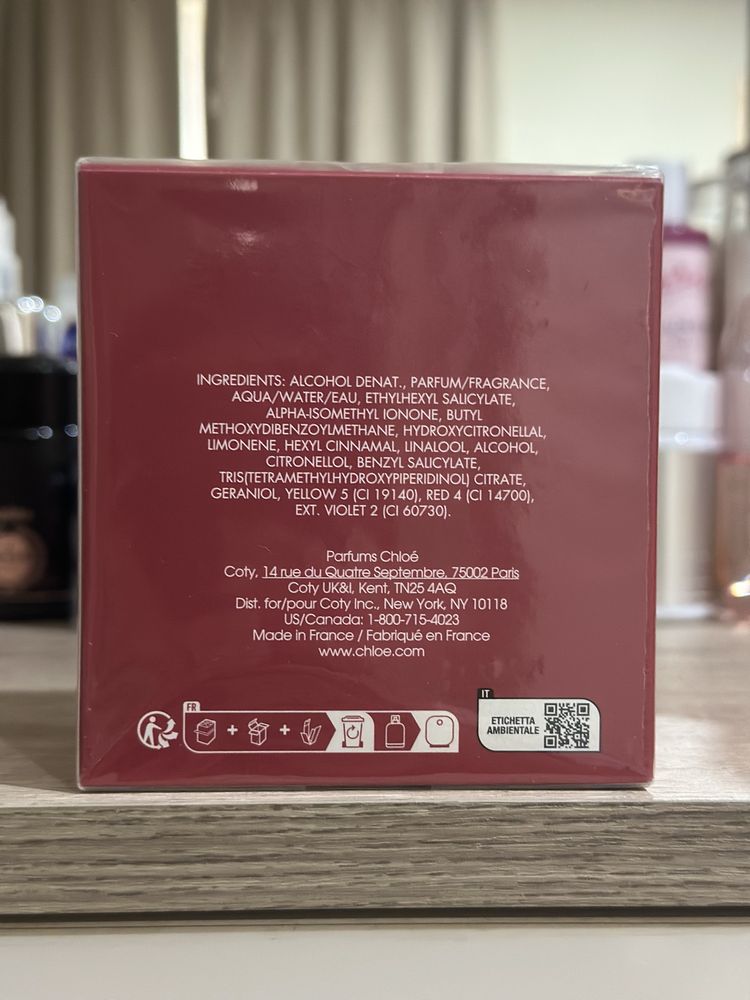 INGREDIENTS: ALCOHOL DENAT., PARFUM/FRAGRANCE,
AQUA/WATER/EAU, ETHYLHEXYL SALICYLATE,
ALPHA-ISOMETHYL IONONE, BUTYL
METHOXYDIBENZOYLMETHANE, HYDROXYCITRONELLAL,
LIMONENE, HEXYL CINNAMAL, LINALOOL, ALCOHOL,
CITRONELLOL, BENZYL SALICYLATE,
TRIS(TETRAMETHYLHYDROXYPIPERIDINOL) CITRATE,
GERANIOL, YELLOW 5 (CI 19140), RED 4 (CI 14700),
EXT. VIOLET 2 (CI 60730).
Parfums Chloé
Coty, 14 rue du Quatre Septembre, 75002 Paris
Coty UK&I, Kent, TN25 4AQ
Dist. for/pour Coty Inc., New York, NY 10118
US/Canada: 1-800-715-4023
Made in France / Fabriqué en France
www.chloe.com
FR
+ +
IT
ETICHETTA
AMBIENTALE